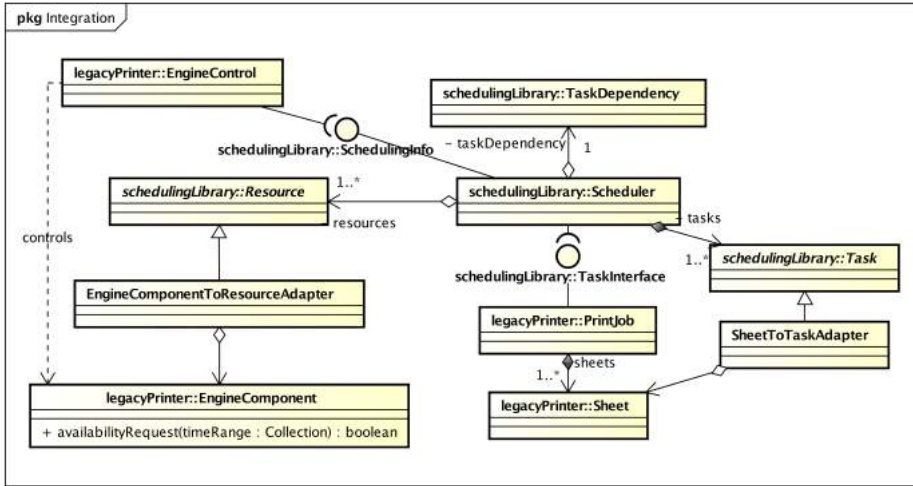 pkg Integration
legacyPrinter::EngineControl
schedulingLibrary::TaskDependency
schedulingLibrary::SchedulingInfo
- taskDependency
1
schedulingLibrary::Resource
1..*
resources
schedulingLibrary::Scheduler
- tasks
1..*
schedulingLibrary::Task
controls
schedulingLibrary::TaskInterface
EngineComponentToResourceAdapter
legacyPrinter::PrintJob
SheetToTaskAdapter
sheets
1..*
legacyPrinter::EngineComponent
+ availabilityRequest(timeRange : Collection) : boolean
legacyPrinter::Sheet